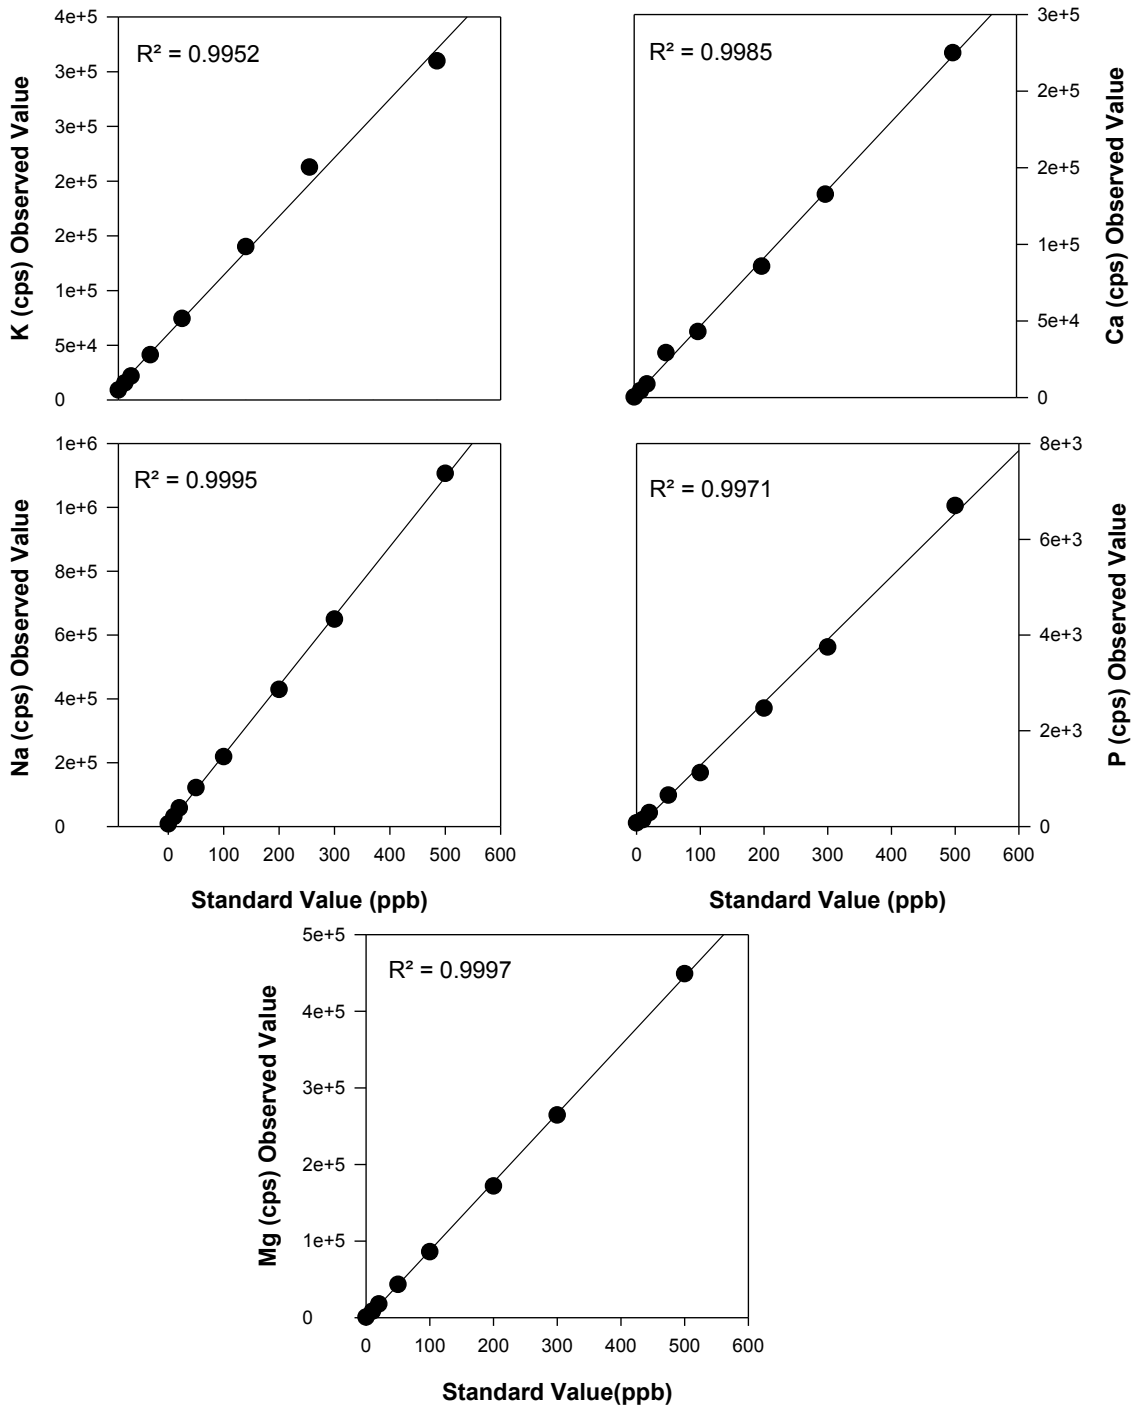 K (cps) Observed Value
4e+5
3e+5
3e+5
2e+5
2e+5
1e+5
5e+4
0
R² = 0.9952
R² = 0.9985
3e+5
2e+5
2e+5
1e+5
5e+4
0
Ca (cps) Observed Value
Na (cps) Observed Value
1e+6
1e+6
8e+5
6e+5
4e+5
2e+5
0
R² = 0.9995
0 100 200 300 400 500 600
Standard Value (ppb)
R² = 0.9971
8e+3
6e+3
4e+3
2e+3
0
P (cps) Observed Value
0 100 200 300 400 500 600
Standard Value (ppb)
Mg (cps) Observed Value
5e+5
4e+5
3e+5
2e+5
1e+5
0
R² = 0.9997
0 100 200 300 400 500 600
Standard Value(ppb)